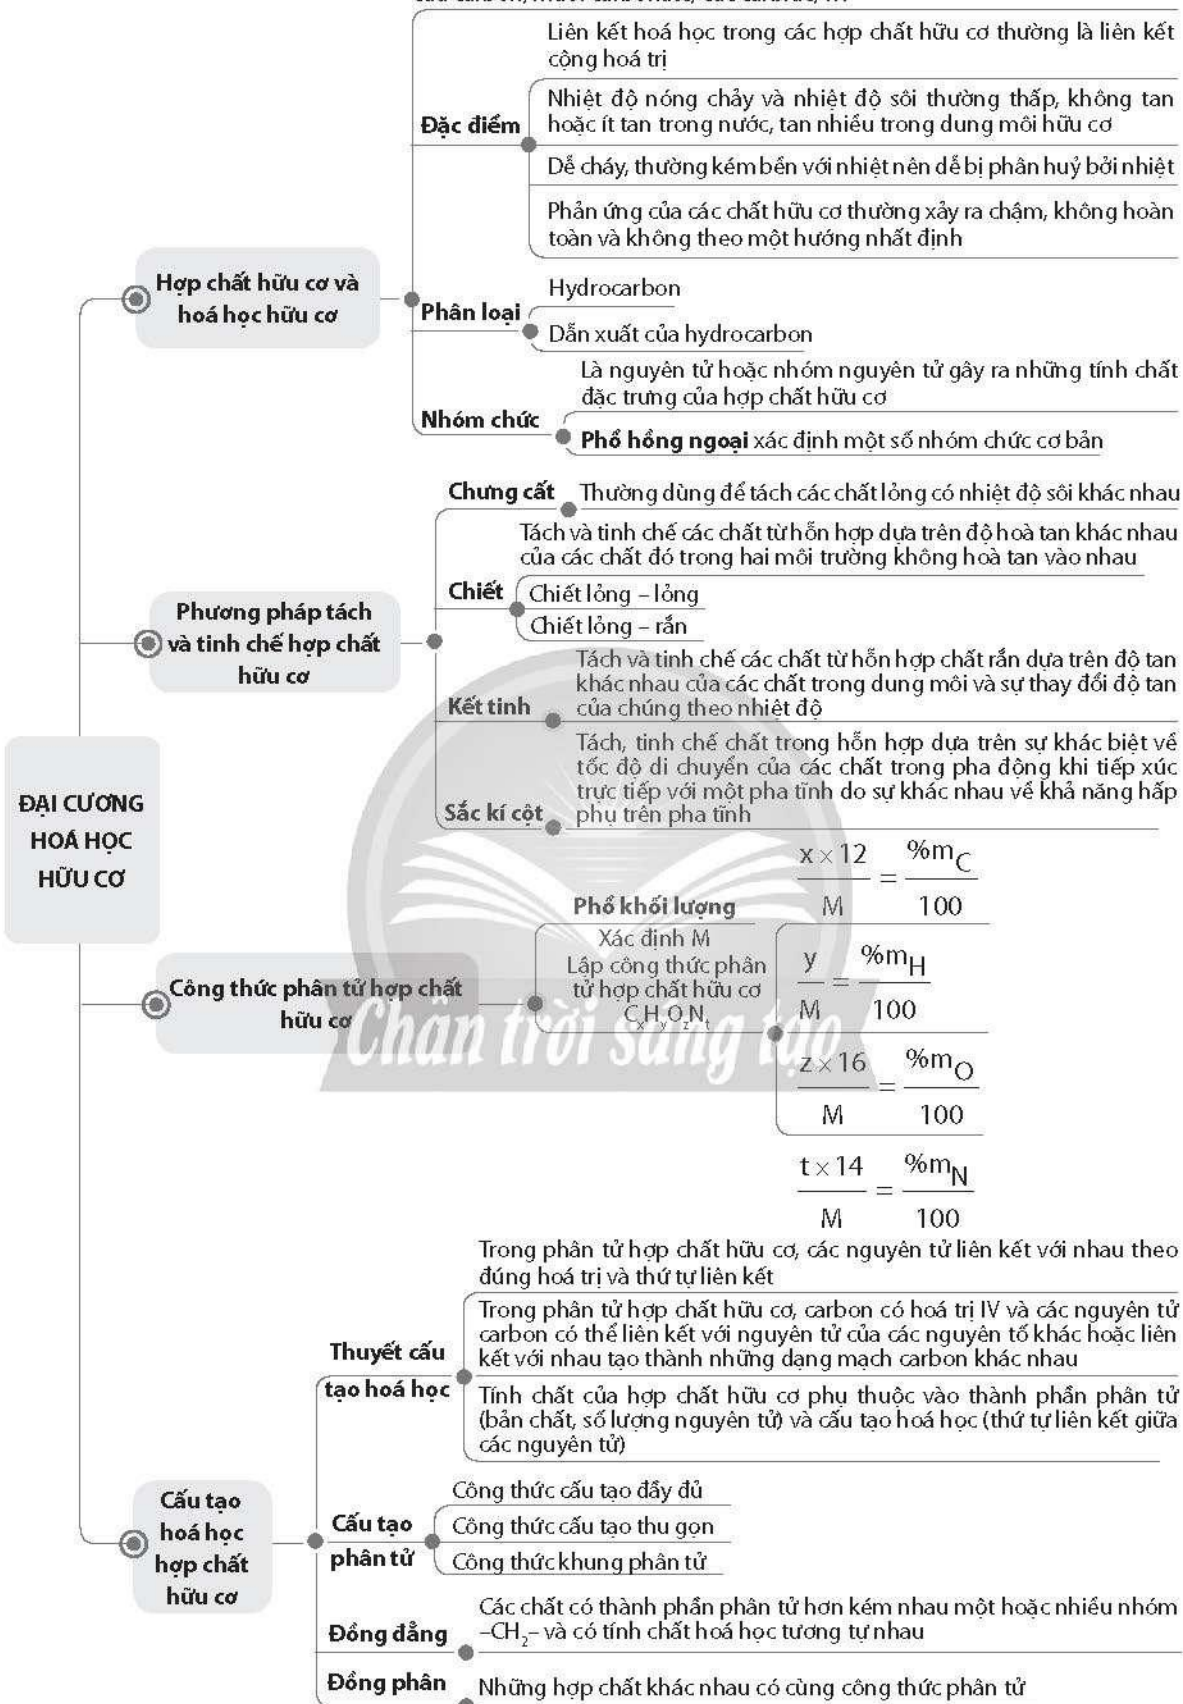 Liên kết hoá học trong các hợp chất hữu cơ thường là liên kết
cộng hoá trị
Đặc điểm
Nhiệt độ nóng chảy và nhiệt độ sôi thường thấp, không tan
hoặc ít tan trong nước, tan nhiều trong dung môi hữu cơ
Dễ cháy, thường kém bền với nhiệt nên dễ bị phân huỷ bởi nhiệt
Phản ứng của các chất hữu cơ thường xảy ra chậm, không hoàn
toàn và không theo một hướng nhất định
Hợp chất hữu cơ và
hoá học hữu cơ
Phân loại
Hydrocarbon
Dẫn xuất của hydrocarbon
Nhóm chức
Là nguyên tử hoặc nhóm nguyên tử gây ra những tính chất
đặc trưng của hợp chất hữu cơ
Phổ hồng ngoại xác định một số nhóm chức cơ bản
Chưng cất
Thường dùng để tách các chất lỏng có nhiệt độ sôi khác nhau
Tách và tinh chế các chất từ hỗn hợp dựa trên độ hoà tan khác nhau
của các chất đó trong hai môi trường không hoà tan vào nhau
Chiết
Chiết lỏng – lỏng
Chiết lỏng – rắn
Phương pháp tách
và tinh chế hợp chất
hữu cơ
Tách và tinh chế các chất từ hỗn hợp chất rắn dựa trên độ tan
khác nhau của các chất trong dung môi và sự thay đổi độ tan
của chúng theo nhiệt độ
Kết tinh
Tách, tinh chế chất trong hỗn hợp dựa trên sự khác biệt về
tốc độ di chuyển của các chất trong pha động khi tiếp xúc
trực tiếp với một pha tĩnh do sự khác nhau về khả năng hấp
phụ trên pha tĩnh
Sắc kí cột
ĐẠI CƯƠNG
HOÁ HỌC
HỮU CƠ
Công thức phân tử hợp chất
hữu cơ
Phổ khối lượng
Xác định M
Lập công thức phân
tử hợp chất hữu cơ
CxHyOzNt
x × 12 / M = %mC / 100
y / M = %mH / 100
z × 16 / M = %mO / 100
t × 14 / M = %mN / 100
Chân trời sáng tạo
Trong phân tử hợp chất hữu cơ, các nguyên tử liên kết với nhau theo
đúng hoá trị và thứ tự liên kết
Thuyết cấu
tạo hoá học
Trong phân tử hợp chất hữu cơ, carbon có hoá trị IV và các nguyên tử
carbon có thể liên kết với nguyên tử của các nguyên tố khác hoặc liên
kết với nhau tạo thành những dạng mạch carbon khác nhau
Tính chất của hợp chất hữu cơ phụ thuộc vào thành phần phân tử
(bản chất, số lượng nguyên tử) và cấu tạo hoá học (thứ tự liên kết giữa
các nguyên tử)
Cấu tạo
hoá học
hợp chất
hữu cơ
Cấu tạo
phân tử
Công thức cấu tạo đầy đủ
Công thức cấu tạo thu gọn
Công thức khung phân tử
Đồng đẳng
Các chất có thành phần phân tử hơn kém nhau một hoặc nhiều nhóm
–CH₂– và có tính chất hoá học tương tự nhau
Đồng phân
Những hợp chất khác nhau có cùng công thức phân tử